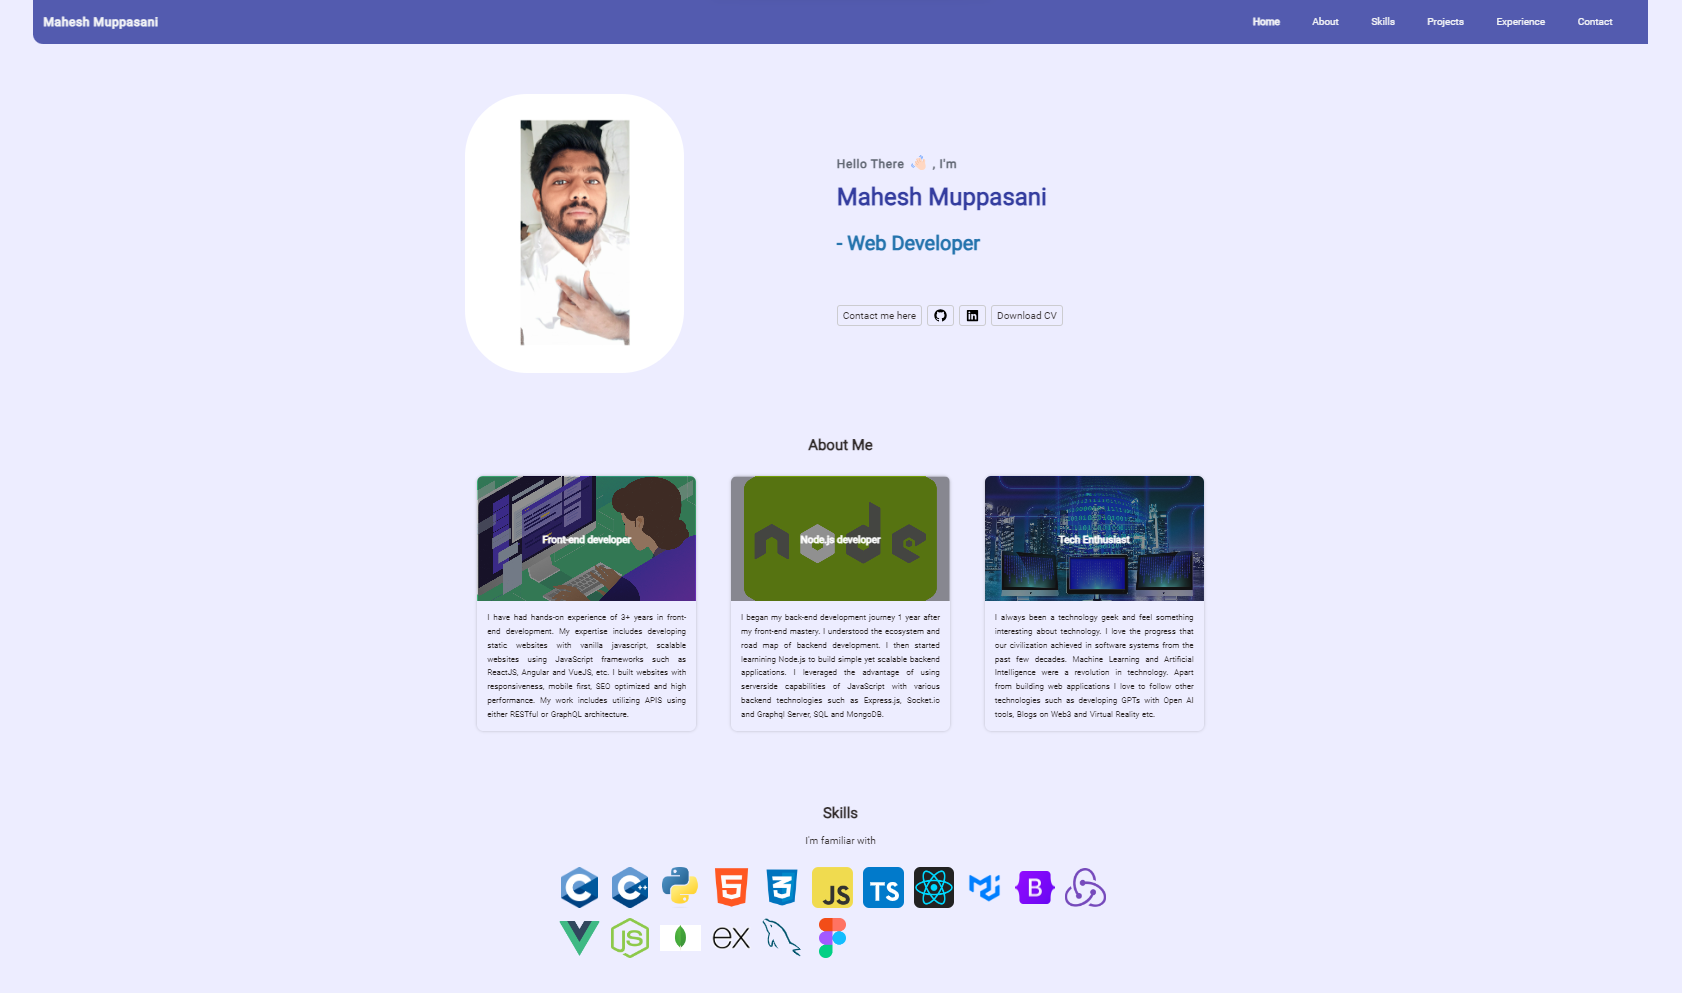 Mahesh Muppasani
Home About Skills Projects Experience Contact
Hello There 👋🏻 , I'm
Mahesh Muppasani
- Web Developer
Contact me here Download CV
About Me
Front-end developer
I have had hands-on experience of 3+ years in front-
end development. My expertise includes developing
static websites with vanilla javascript, scalable
websites using JavaScript frameworks such as
ReactJS, Angular and VueJS, etc. I built websites with
responsiveness, mobile first, SEO optimized and high
performance. My work includes utilizing APIS using
either RESTful or GraphQL architecture.
node
Node.js developer
I began my back-end development journey 1 year after
my front-end mastery. I understood the ecosystem and
road map of backend development. I then started
learnining Node.js to build simple yet scalable backend
applications. I leveraged the advantage of using
serverside capabilities of JavaScript with various
backend technologies such as Express.js, Socket.io
and Graphql Server, SQL and MongoDB.
Tech Enthusiast
I always been a technology geek and feel something
interesting about technology. I love the progress that
our civilization achieved in software systems from the
past few decades. Machine Learning and Artificial
Intelligence were a revolution in technology. Apart
from building web applications I love to follow other
technologies such as developing GPTs with Open AI
tools, Blogs on Web3 and Virtual Reality etc.
Skills
I'm familiar with
C C++ 5 3 JS TS B
JS ex